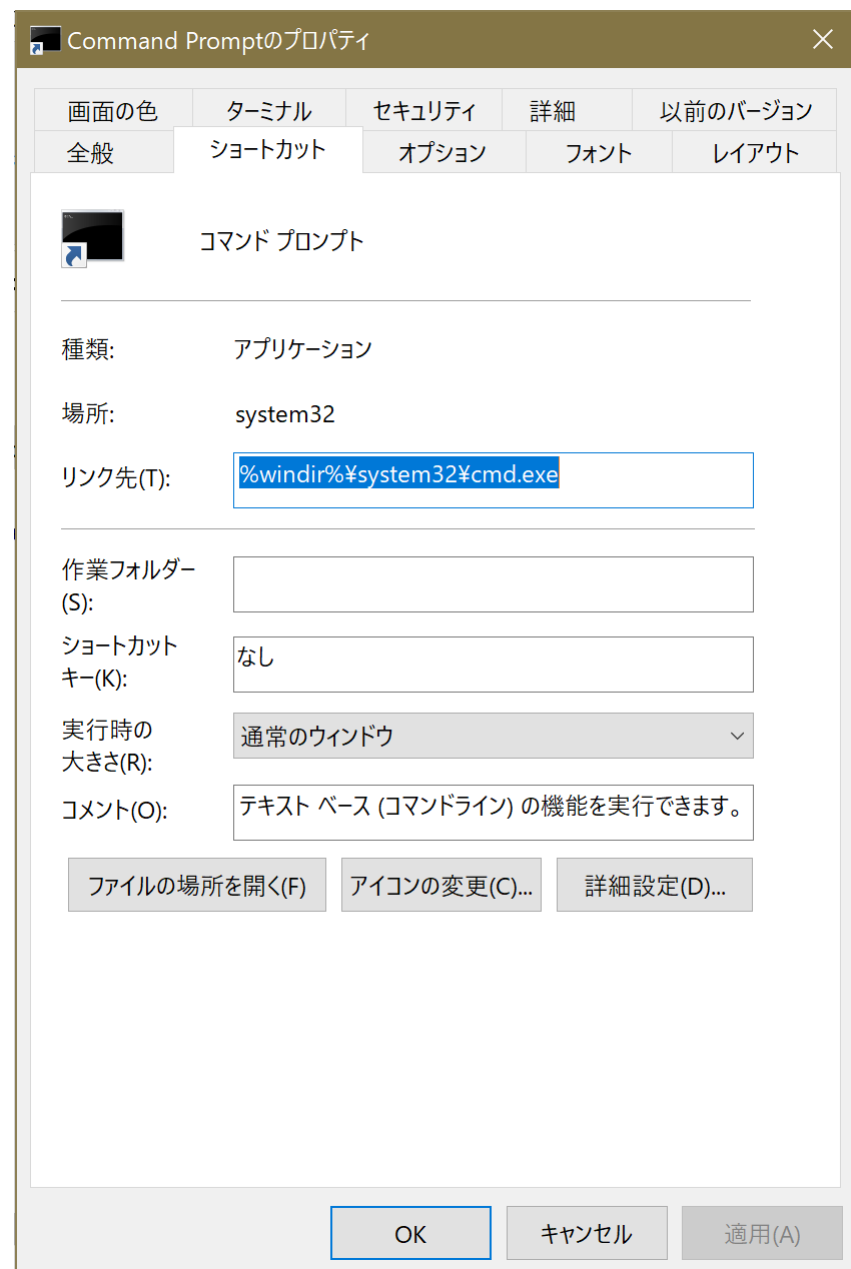 Command Promptのプロパティ
画面の色 ターミナル セキュリティ 詳細 以前のバージョン
全般 ショートカット オプション フォント レイアウト
コマンド プロンプト
種類: アプリケーション
場所: system32
リンク先(T): %windir%¥system32¥cmd.exe
作業フォルダー
(S):
ショートカット
キー(K):
なし
実行時の
大きさ(R):
通常のウィンドウ
コメント(O): テキスト ベース (コマンドライン) の機能を実行できます。
ファイルの場所を開く(F) アイコンの変更(C)... 詳細設定(D)...
OK キャンセル 適用(A)